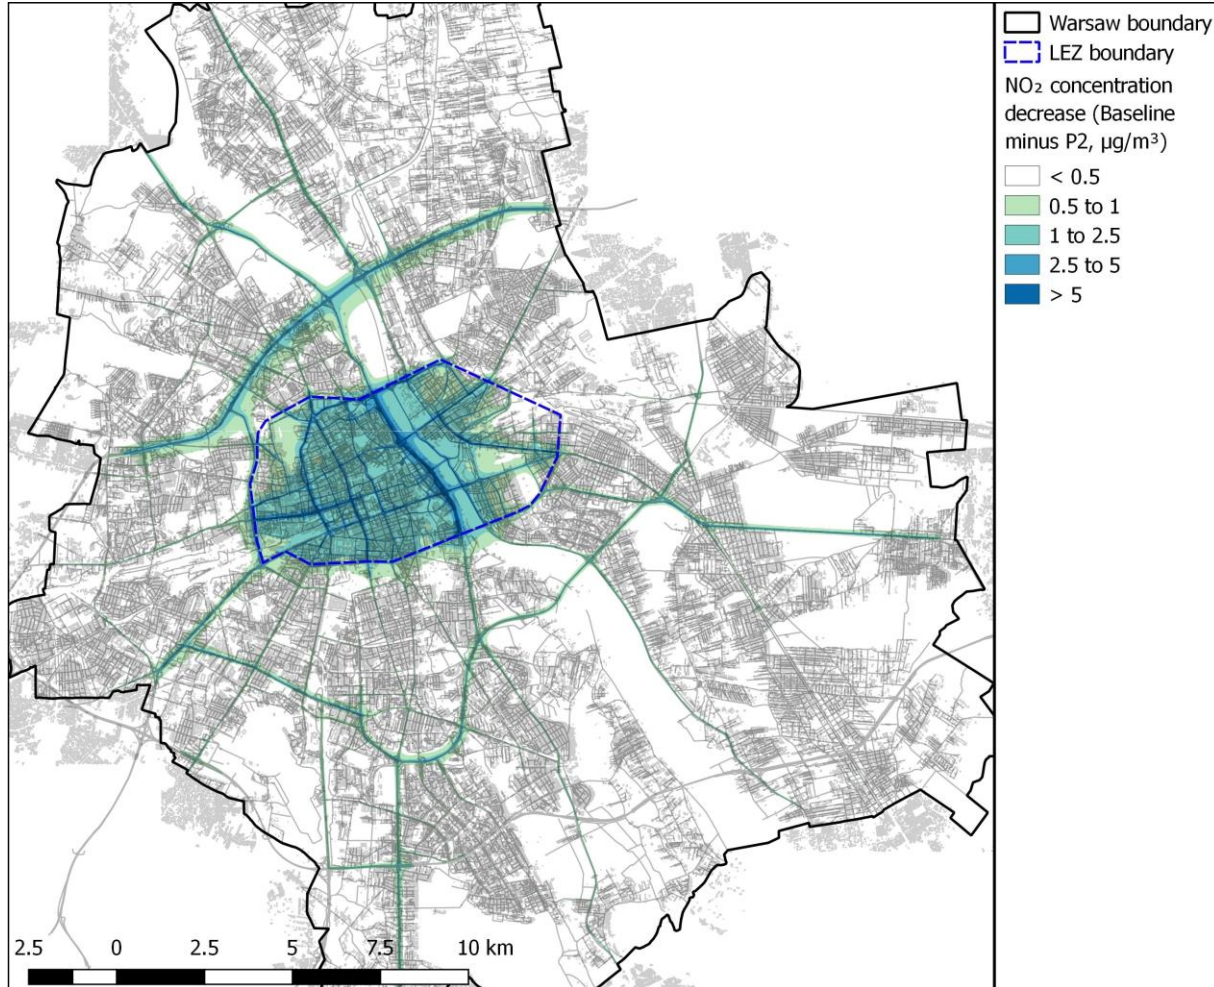 Warsaw boundary
LEZ boundary
NO₂ concentration
decrease (Baseline
minus P2, µg/m³)
< 0.5
0.5 to 1
1 to 2.5
2.5 to 5
> 5
2.5 0 2.5 5 7.5 10 km